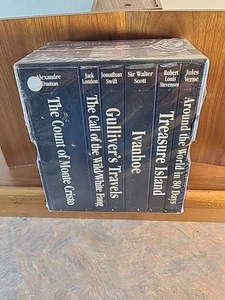 Alexandre
Dumas
The Count of Monte Cristo
Jack
London
The Call of the Wild/White Fang
Jonathan
Swift
Gulliver's Travels
Sir Walter
Scott
Ivanhoe
Robert
Louis
Stevenson
Treasure Island
Jules
Verne
Around the World in 80 Days